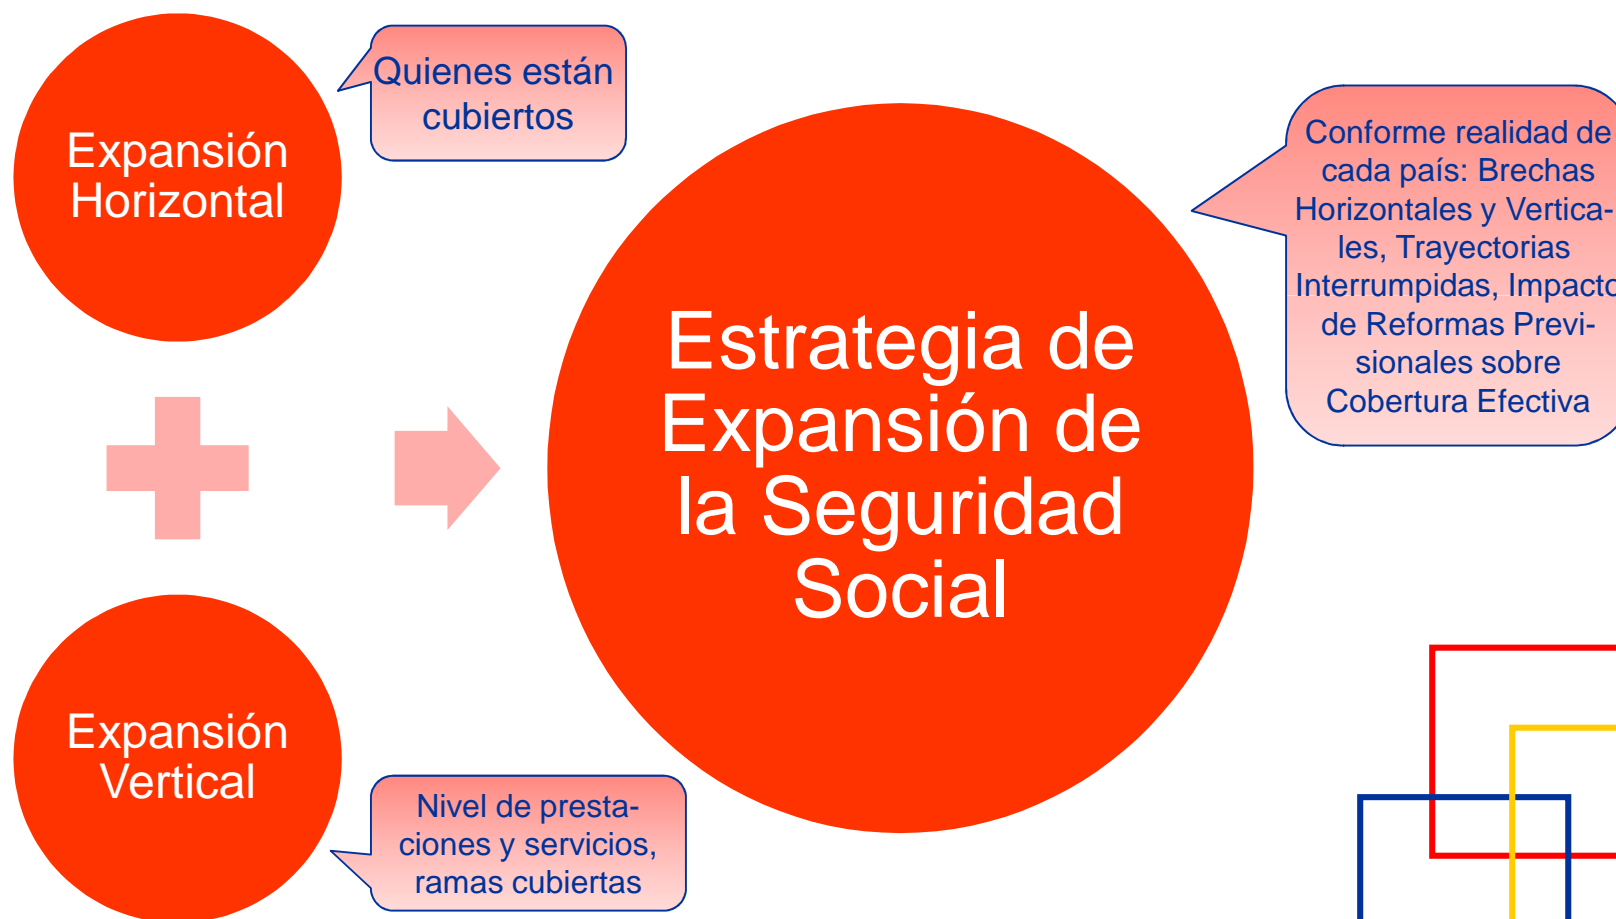 Expansión
Horizontal
Quienes están
cubiertos
Estrategia de
Expansión de
la Seguridad
Social
Conforme realidad de
cada país: Brechas
Horizontales y Vertica-
les, Trayectorias
Interrumpidas, Impacto
de Reformas Previ-
sionales sobre
Cobertura Efectiva
Expansión
Vertical
Nivel de presta-
ciones y servicios,
ramas cubiertas